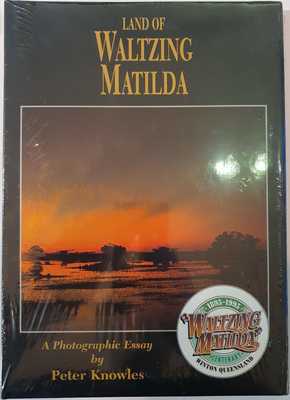 LAND OF
WALTZING
MATILDA
A Photographic Essay
by
Peter Knowles
1895-1995
"WALTZING
MATILDA"
CENTENARY
WINTON QUEENSLAND